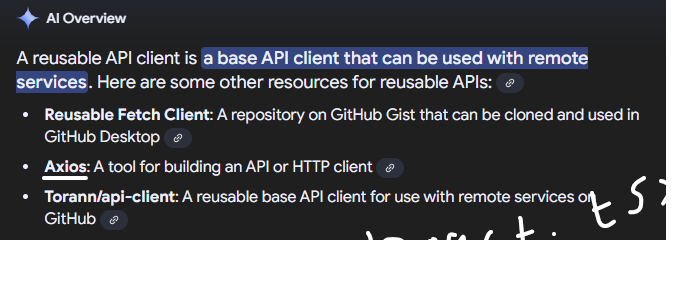 AI Overview
A reusable API client is a base API client that can be used with remote
services. Here are some other resources for reusable APIs:
Reusable Fetch Client: A repository on GitHub Gist that can be cloned and used in
GitHub Desktop
Axios: A tool for building an API or HTTP client
Torann/api-client: A reusable base API client for use with remote services on
GitHub